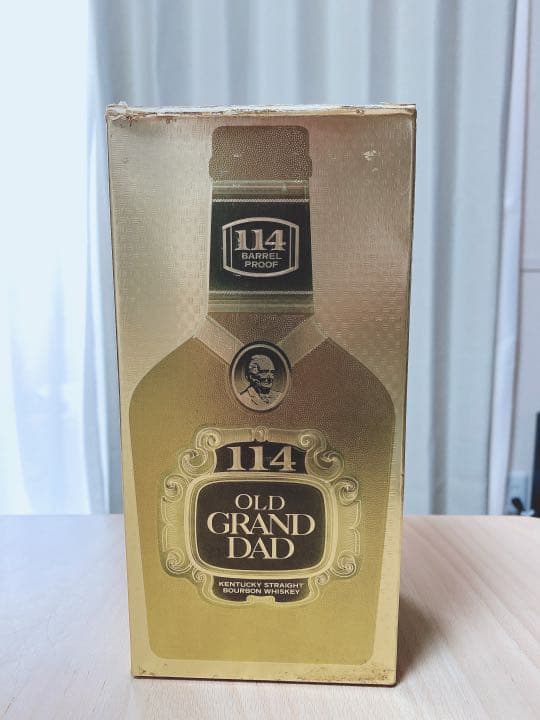 114
BARREL
PROOF
114
OLD
GRAND
DAD
KENTUCKY STRAIGHT
BOURBON WHISKEY